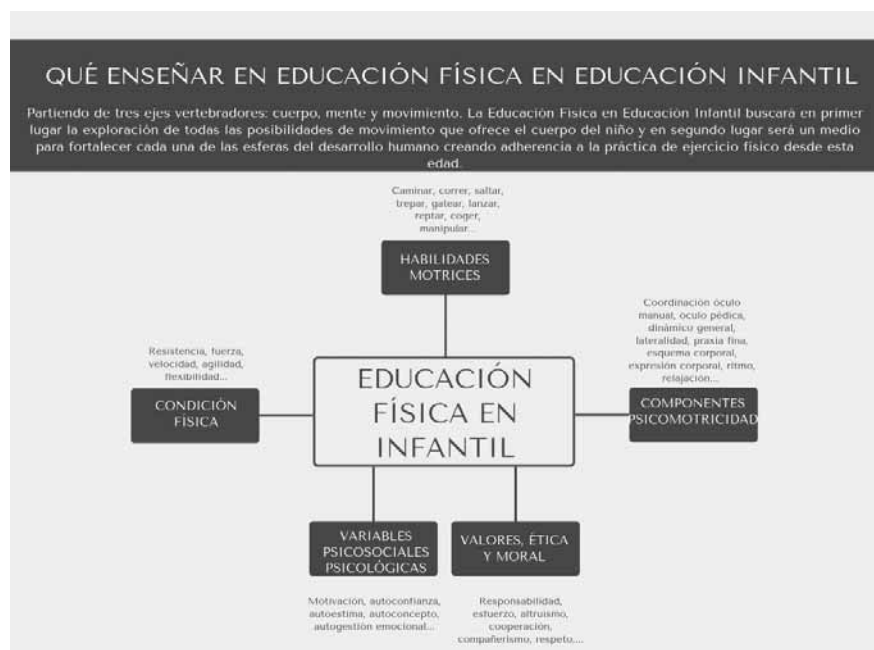 QUÉ ENSEÑAR EN EDUCACIÓN FÍSICA EN EDUCACIÓN INFANTIL
Partiendo de tres ejes vertebradores: cuerpo, mente y movimiento. La Educación Física en Educación Infantil buscará en primer
lugar la exploración de todas las posibilidades de movimiento que ofrece el cuerpo del niño y en segundo lugar será un medio
para fortalecer cada una de las esferas del desarrollo humano creando adherencia a la práctica de ejercicio físico desde esta
edad.
Caminar, correr, saltar,
trepar, gatear, lanzar,
reptar, coger,
manipular...
HABILIDADES
MOTRICES
Coordinación óculo
manual, óculo pédica,
dinámico general,
lateralidad, praxia fina,
esquema corporal,
expresión corporal, ritmo,
relajación...
COMPONENTES
PSICOMOTRICIDAD
Resistencia, fuerza,
velocidad, agilidad,
flexibilidad...
CONDICIÓN
FÍSICA
EDUCACIÓN
FÍSICA EN
INFANTIL
VARIABLES
PSICOSOCIALES
PSICOLÓGICAS
Motivación, autoconfianza,
autoestima, autoconcepto,
autogestión emocional...
VALORES, ÉTICA
Y MORAL
Responsabilidad,
esfuerzo, altruismo,
cooperación,
compañerismo, respeto,...